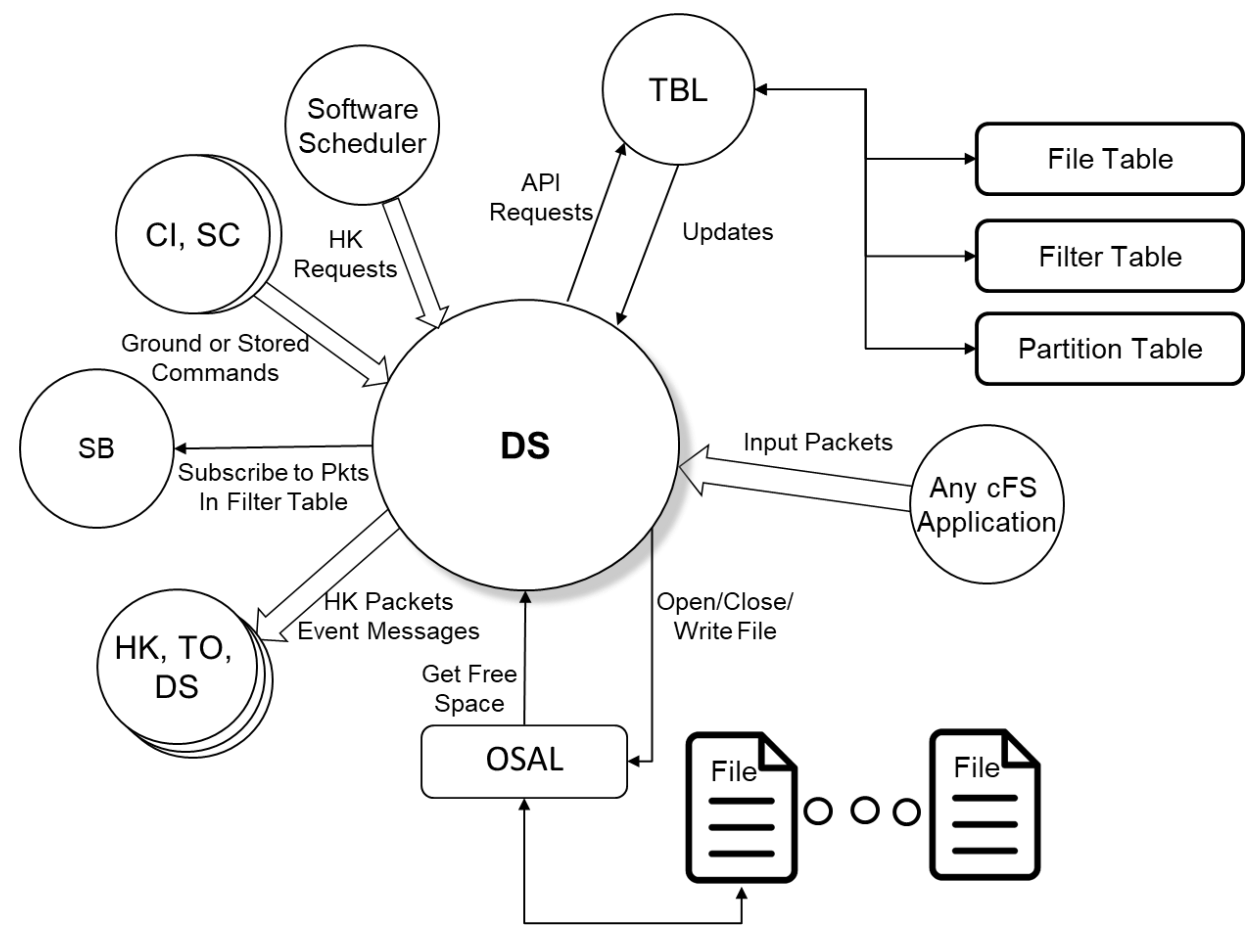 Software
Scheduler
TBL
File Table
CI, SC
API
Requests
HK
Requests
Updates
Filter Table
Ground or Stored
Commands
Partition Table
SB
Subscribe to Pkts
In Filter Table
DS
Input Packets
Any cFS
Application
HK, TO,
DS
HK Packets
Event Messages
Open/Close/
Write File
Get Free
Space
OSAL
File
File